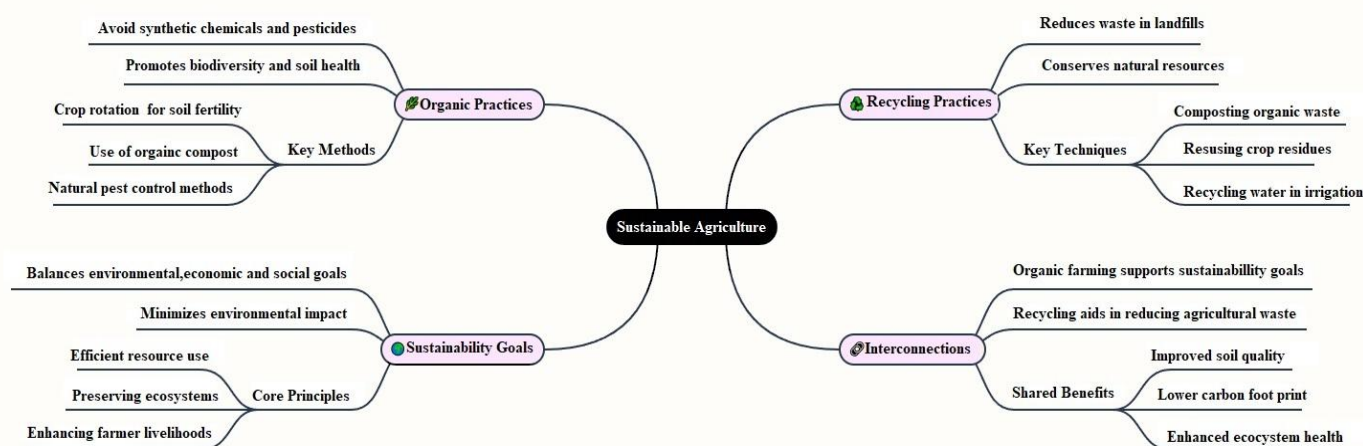 Sustainable Agriculture
Organic Practices
Avoid synthetic chemicals and pesticides
Promotes biodiversity and soil health
Key Methods
Crop rotation for soil fertility
Use of orgainc compost
Natural pest control methods
Recycling Practices
Reduces waste in landfills
Conserves natural resources
Key Techniques
Composting organic waste
Resusing crop residues
Recycling water in irrigation
Sustainability Goals
Balances environmental,economic and social goals
Minimizes environmental impact
Core Principles
Efficient resource use
Preserving ecosystems
Enhancing farmer livelihoods
Interconnections
Organic farming supports sustainabillity goals
Recycling aids in reducing agricultural waste
Shared Benefits
Improved soil quality
Lower carbon foot print
Enhanced ecocystem health